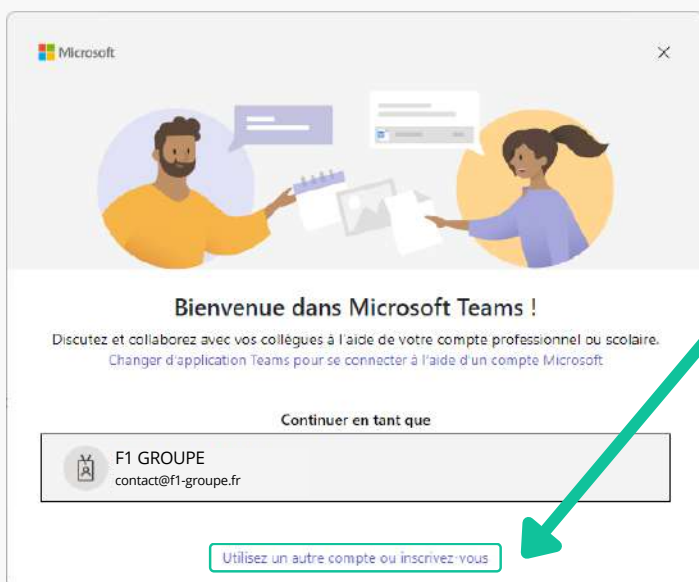 Microsoft
Bienvenue dans Microsoft Teams !
Discutez et collaborez avec vos collègues à l'aide de votre compte professionnel ou scolaire.
Changer d'application Teams pour se connecter à l'aide d'un compte Microsoft
Continuer en tant que
F1 GROUPE
contact@f1-groupe.fr
Utilisez un autre compte ou inscrivez-vous